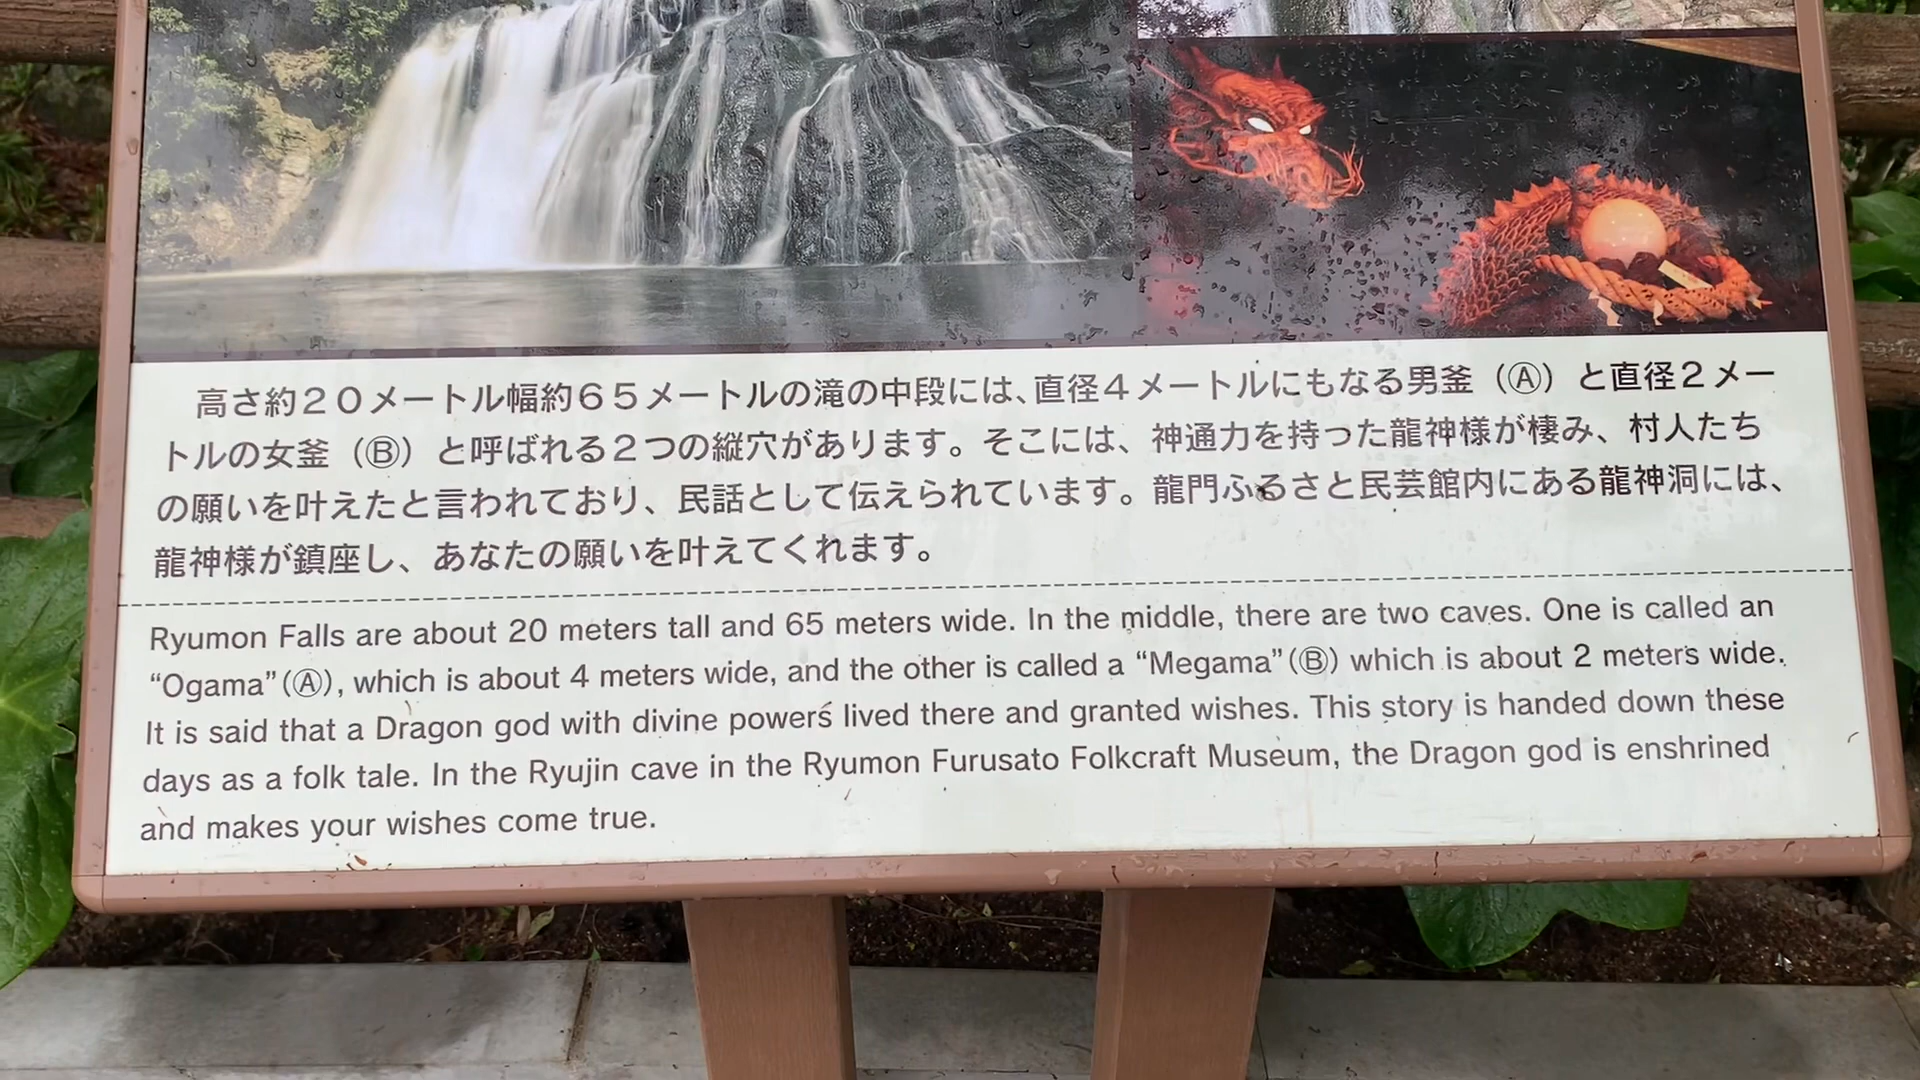 高さ約20メートル幅約65メートルの滝の中段には、直径4メートルにもなる男釜（Ⓐ）と直径2メー
トルの女釜（Ⓑ）と呼ばれる2つの縦穴があります。そこには、神通力を持った龍神様が棲み、村人たち
の願いを叶えたと言われており、民話として伝えられています。龍門ふるさと民芸館内にある龍神洞には、
龍神様が鎮座し、あなたの願いを叶えてくれます。
Ryumon Falls are about 20 meters tall and 65 meters wide. In the middle, there are two caves. One is called an
“Ogama”(Ⓐ), which is about 4 meters wide, and the other is called a “Megama”(Ⓑ) which is about 2 meters wide.
It is said that a Dragon god with divine powers lived there and granted wishes. This story is handed down these
days as a folk tale. In the Ryujin cave in the Ryumon Furusato Folkcraft Museum, the Dragon god is enshrined
and makes your wishes come true.